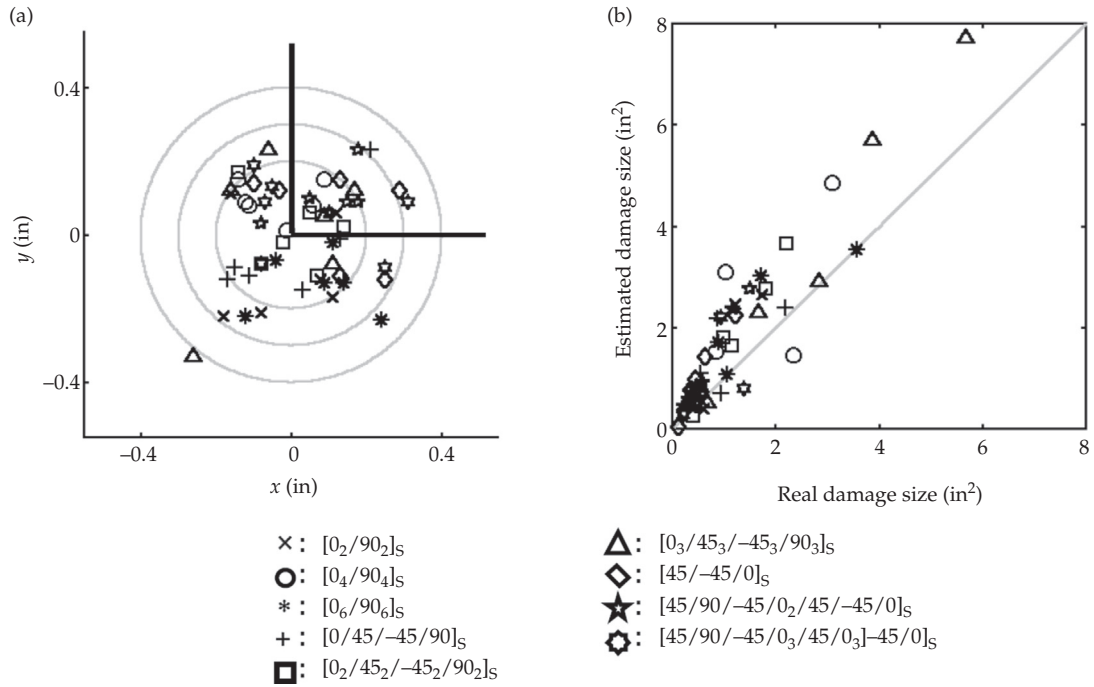 (a)
0.4
0
−0.4
y (in)
−0.4
0
0.4
x (in)
(b)
8
6
4
2
0
Estimated damage size (in²)
0
2
4
6
8
Real damage size (in²)
× : [0₂/90₂]S
○ : [0₄/90₄]S
* : [0₆/90₆]S
+ : [0/45/−45/90]S
□ : [0₂/45₂/−45₂/90₂]S
△ : [0₃/45₃/−45₃/90₃]S
◇ : [45/−45/0]S
☆ : [45/90/−45/0₂/45/−45/0]S
: [45/90/−45/0₃/45/0₃]−45/0]S